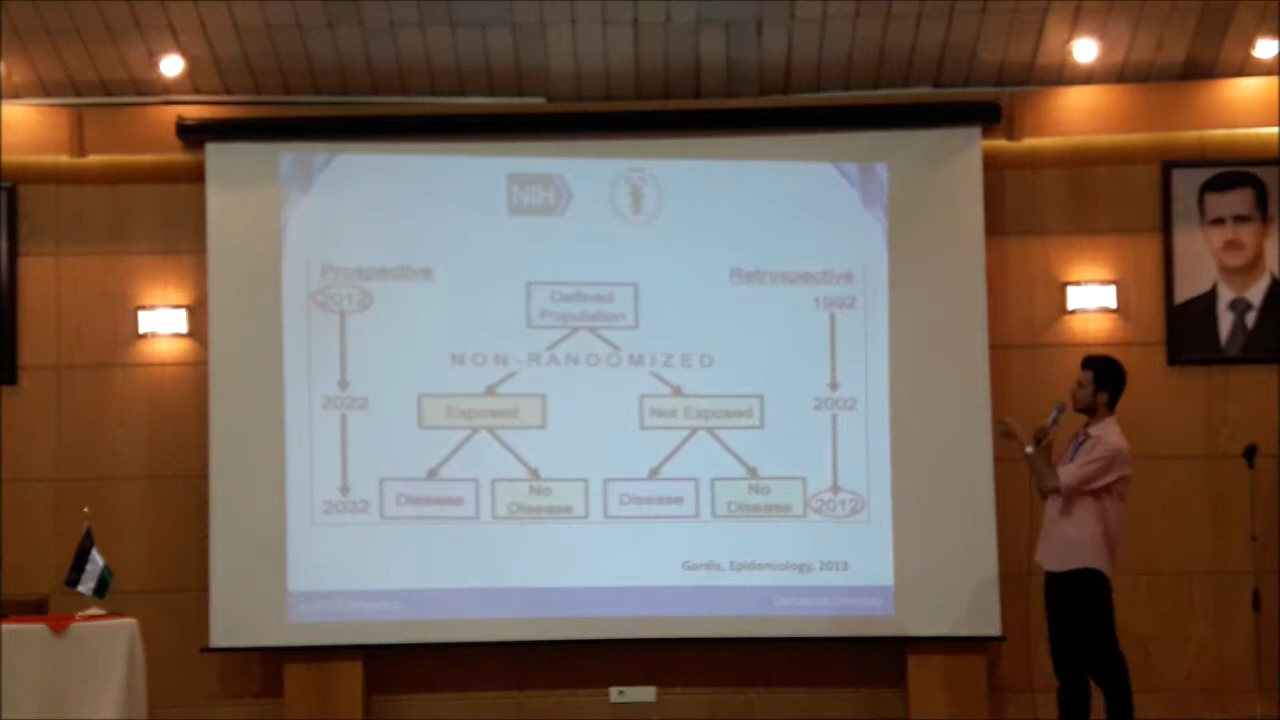 NIH
Prospective
Retrospective
2012
Defined
Population
1992
NON-RANDOMIZED
2022
Exposed
Not Exposed
2002
2032
Disease
No
Disease
Disease
No
Disease
2012
Gordis, Epidemiology, 2013